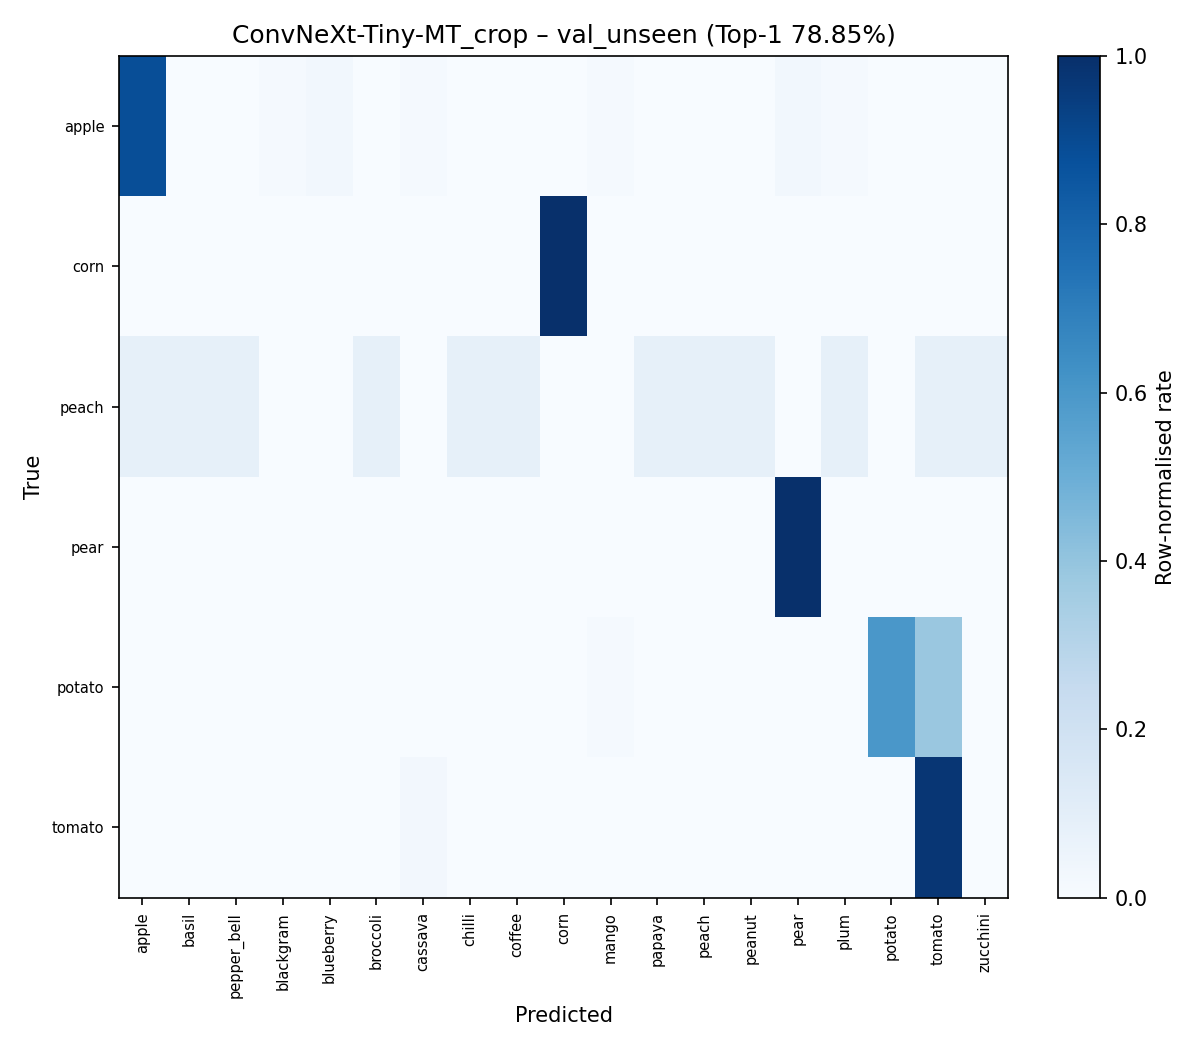 ConvNeXt-Tiny-MT_crop – val_unseen (Top-1 78.85%)
True
apple
corn
peach
pear
potato
tomato
apple
basil
pepper_bell
blackgram
blueberry
broccoli
cassava
chilli
coffee
corn
mango
papaya
peach
peanut
pear
plum
potato
tomato
zucchini
Predicted
1.0
0.8
0.6
0.4
0.2
0.0
Row-normalised rate